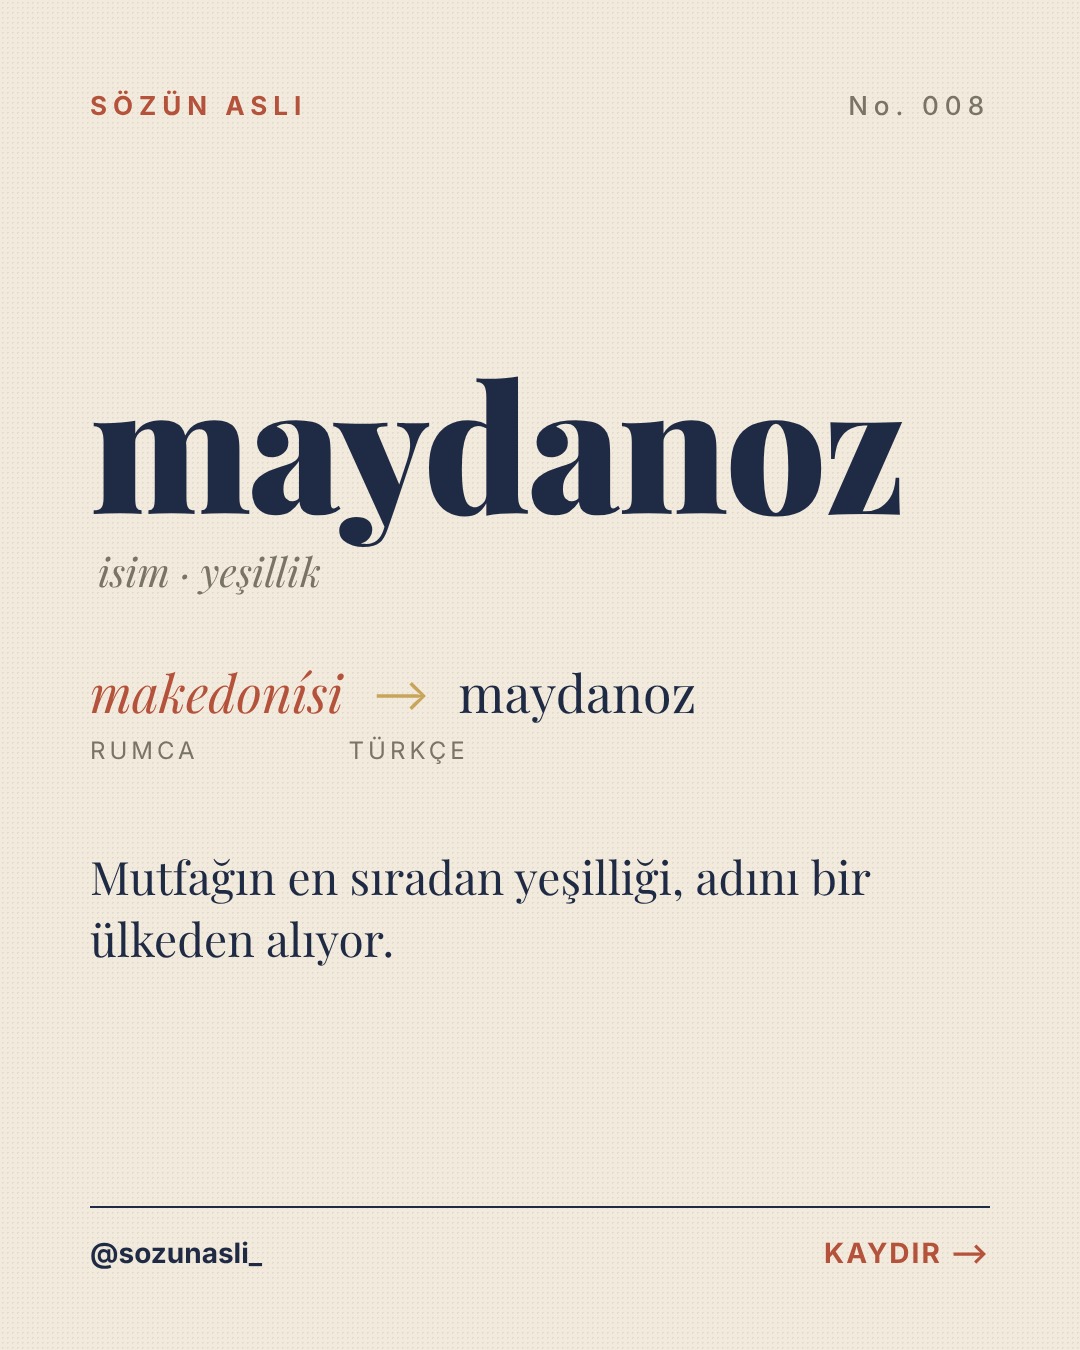 SÖZÜN ASLI
No. 008
maydanoz
isim · yeşillik
makedonísi → maydanoz
RUMCA TÜRKÇE
Mutfağın en sıradan yeşilliği, adını bir
ülkeden alıyor.
@sozunasli_
KAYDIR →